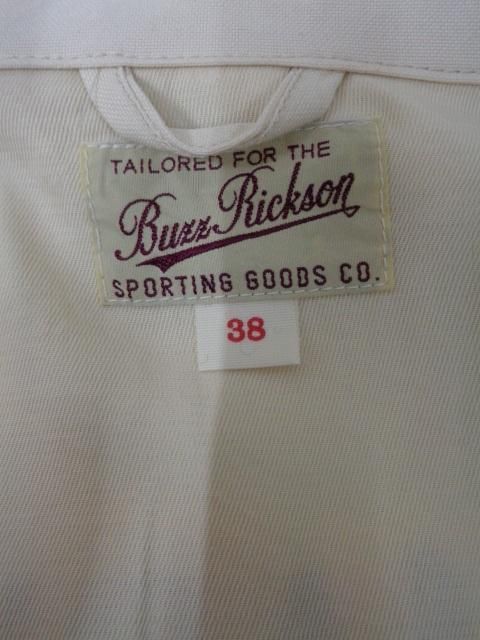 TAILORED FOR THE
Buzz Rickson
SPORTING GOODS CO.
38